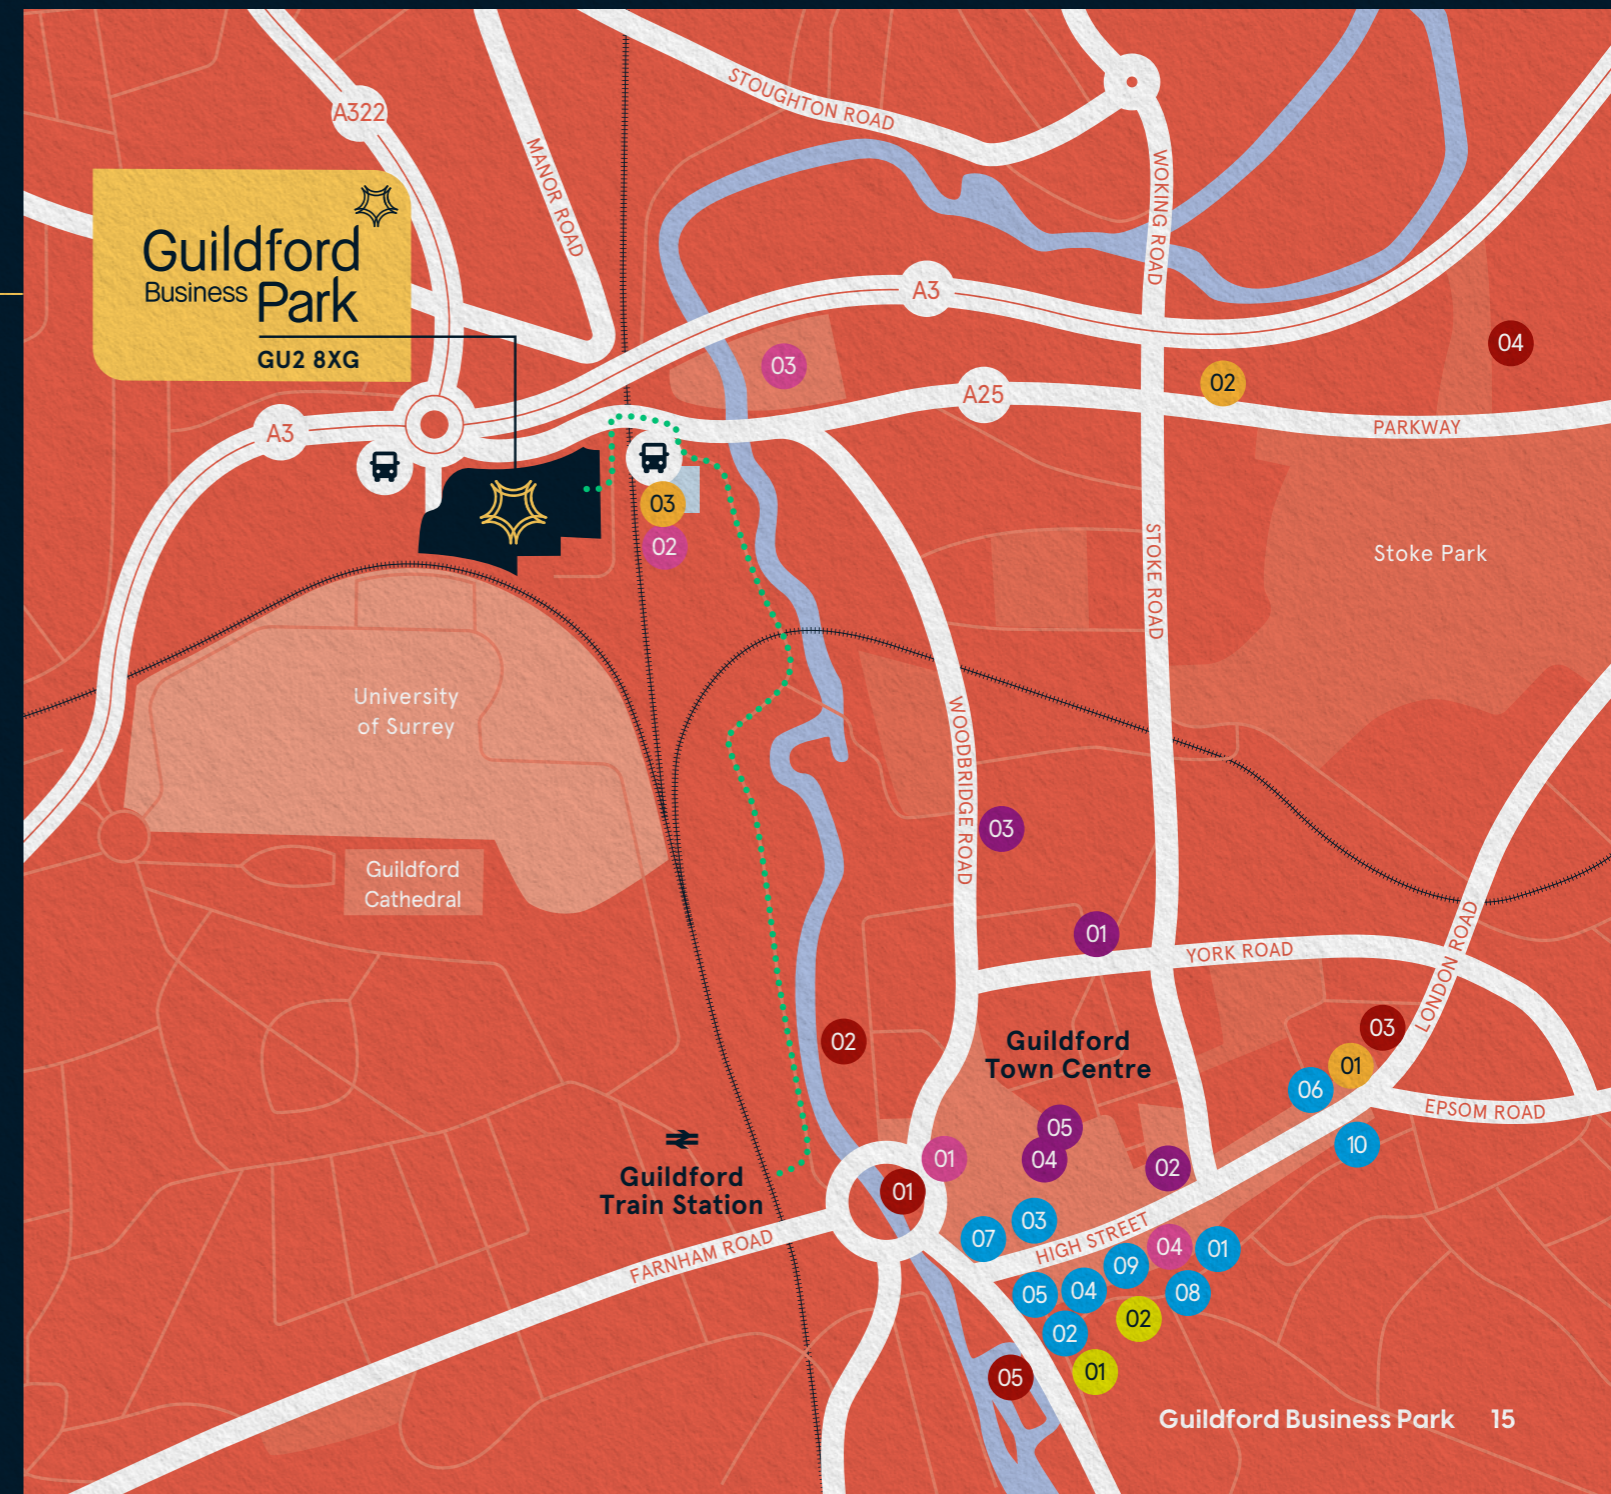 STOUGHTON ROAD
A322
MANOR ROAD
WOKING ROAD
Guildford
Business Park
GU2 8XG
A3
03
04
02
A25
A3
PARKWAY
03
02
STOKE ROAD
Stoke Park
University
of Surrey
WOODBRIDGE ROAD
03
Guildford
Cathedral
01
YORK ROAD
LONDON ROAD
02
Guildford
Town Centre
03
01
06
EPSOM ROAD
05
10
01
04
02
Guildford
Train Station
01
03
07
HIGH STREET
04
01
FARNHAM ROAD
09
05
04
08
02
02
01
05
Guildford Business Park 15